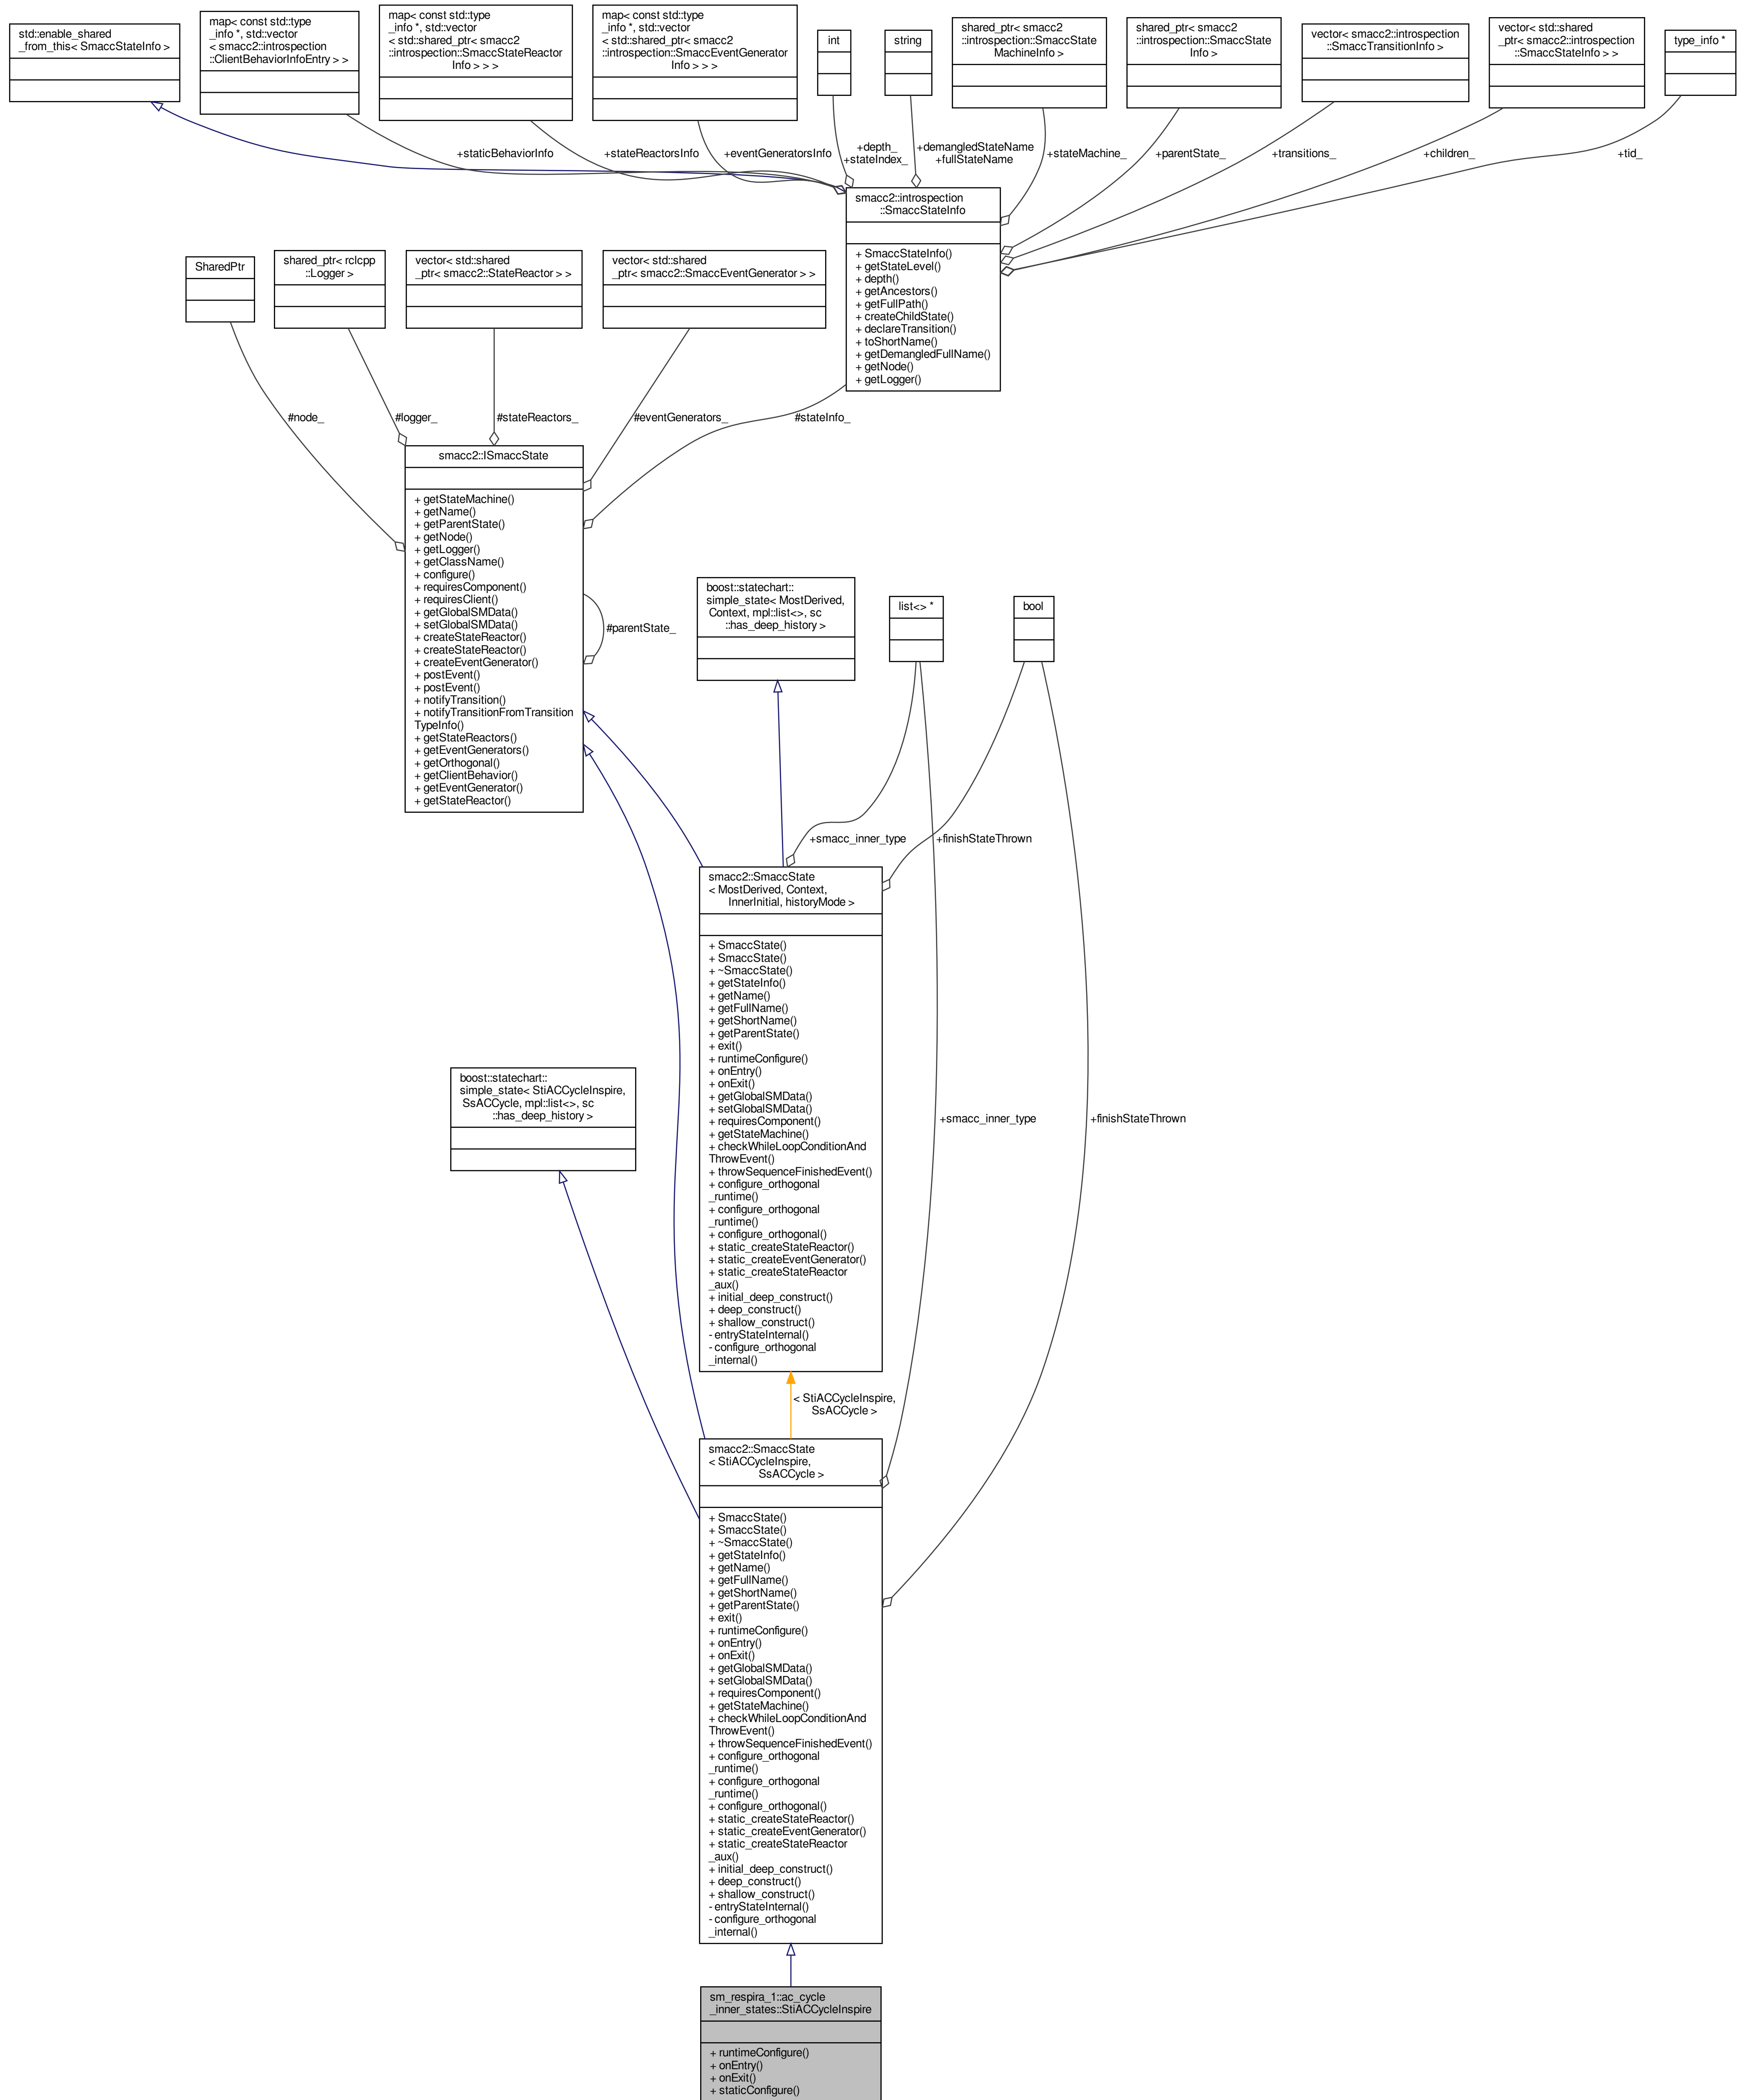 std::enable_shared
_from_this< SmaccStateInfo >
map< const std::type
_info *, std::vector
< smacc2::introspection
::ClientBehaviorInfoEntry > >
map< const std::type
_info *, std::vector
< std::shared_ptr< smacc2
::introspection::SmaccStateReactor
Info > > >
map< const std::type
_info *, std::vector
< std::shared_ptr< smacc2
::introspection::SmaccEventGenerator
Info > > >
int
string
shared_ptr< smacc2
::introspection::SmaccState
MachineInfo >
shared_ptr< smacc2
::introspection::SmaccState
Info >
vector< smacc2::introspection
::SmaccTransitionInfo >
vector< std::shared
_ptr< smacc2::introspection
::SmaccStateInfo > >
type_info *
+staticBehaviorInfo
+stateReactorsInfo
+eventGeneratorsInfo
+depth_
+stateIndex_
+demangledStateName
+fullStateName
+stateMachine_
+parentState_
+transitions_
+children_
+tid_
smacc2::introspection
::SmaccStateInfo
+ SmaccStateInfo()
+ getStateLevel()
+ depth()
+ getAncestors()
+ getFullPath()
+ createChildState()
+ declareTransition()
+ toShortName()
+ getDemangledFullName()
+ getNode()
+ getLogger()
SharedPtr
shared_ptr< rclcpp
::Logger >
vector< std::shared
_ptr< smacc2::StateReactor > >
vector< std::shared
_ptr< smacc2::SmaccEventGenerator > >
#node_
#logger_
#stateReactors_
#eventGenerators_
#stateInfo_
smacc2::ISmaccState
+ getStateMachine()
+ getName()
+ getParentState()
+ getNode()
+ getLogger()
+ getClassName()
+ configure()
+ requiresComponent()
+ requiresClient()
+ getGlobalSMData()
+ setGlobalSMData()
+ createStateReactor()
+ createStateReactor()
+ createEventGenerator()
+ postEvent()
+ postEvent()
+ notifyTransition()
+ notifyTransitionFromTransition
TypeInfo()
+ getStateReactors()
+ getEventGenerators()
+ getOrthogonal()
+ getClientBehavior()
+ getEventGenerator()
+ getStateReactor()
#parentState_
boost::statechart::
simple_state< MostDerived,
Context, mpl::list<>, sc
::has_deep_history >
list<> *
bool
+smacc_inner_type
+finishStateThrown
smacc2::SmaccState
< MostDerived, Context,
InnerInitial, historyMode >
+ SmaccState()
+ SmaccState()
+ ~SmaccState()
+ getStateInfo()
+ getName()
+ getFullName()
+ getShortName()
+ getParentState()
+ exit()
+ runtimeConfigure()
+ onEntry()
+ onExit()
+ getGlobalSMData()
+ setGlobalSMData()
+ requiresComponent()
+ getStateMachine()
+ checkWhileLoopConditionAnd
ThrowEvent()
+ throwSequenceFinishedEvent()
+ configure_orthogonal
_runtime()
+ configure_orthogonal
_runtime()
+ configure_orthogonal()
+ static_createStateReactor()
+ static_createEventGenerator()
+ static_createStateReactor
_aux()
+ initial_deep_construct()
+ deep_construct()
+ shallow_construct()
- entryStateInternal()
- configure_orthogonal
_internal()
boost::statechart::
simple_state< StiACCycleInspire,
SsACCycle, mpl::list<>, sc
::has_deep_history >
+smacc_inner_type
+finishStateThrown
< StiACCycleInspire,
SsACCycle >
smacc2::SmaccState
< StiACCycleInspire,
SsACCycle >
+ SmaccState()
+ SmaccState()
+ ~SmaccState()
+ getStateInfo()
+ getName()
+ getFullName()
+ getShortName()
+ getParentState()
+ exit()
+ runtimeConfigure()
+ onEntry()
+ onExit()
+ getGlobalSMData()
+ setGlobalSMData()
+ requiresComponent()
+ getStateMachine()
+ checkWhileLoopConditionAnd
ThrowEvent()
+ throwSequenceFinishedEvent()
+ configure_orthogonal
_runtime()
+ configure_orthogonal
_runtime()
+ configure_orthogonal()
+ static_createStateReactor()
+ static_createEventGenerator()
+ static_createStateReactor
_aux()
+ initial_deep_construct()
+ deep_construct()
+ shallow_construct()
- entryStateInternal()
- configure_orthogonal
_internal()
sm_respira_1::ac_cycle
_inner_states::StiACCycleInspire
+ runtimeConfigure()
+ onEntry()
+ onExit()
+ staticConfigure()